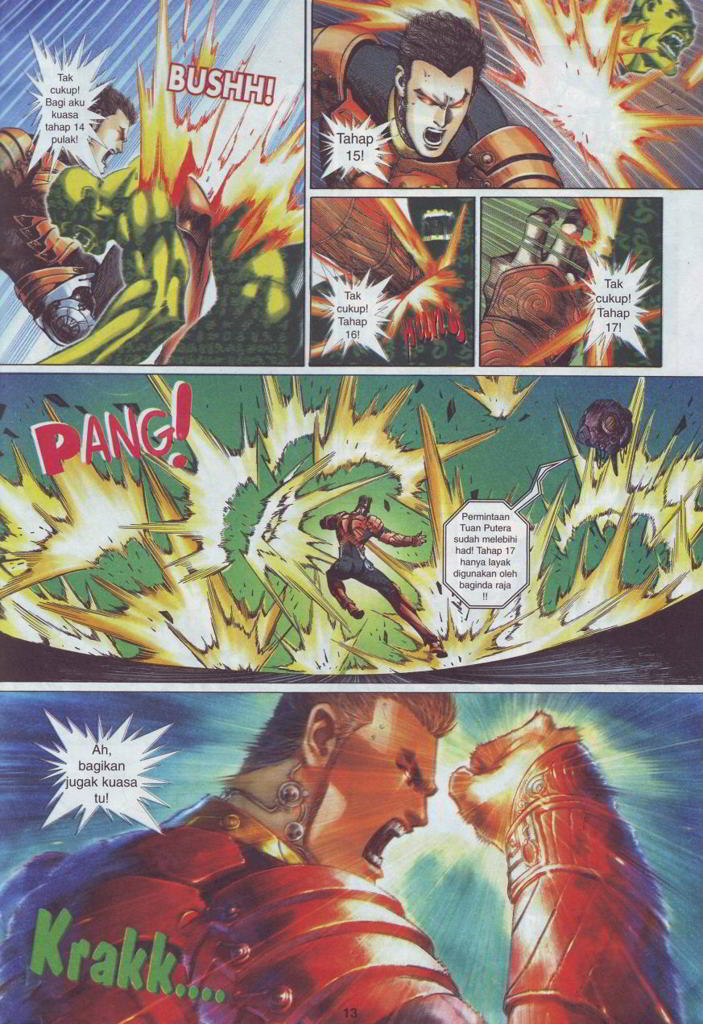 Tak
cukup!
Bagi aku
kuasa
tahap 14
pulak!
BUSHH!
Tahap
15!
Tak
cukup!
Tahap
16!
Tak
cukup!
Tahap
17!
PANG!
Permintaan
Tuan Putera
sudah melebihi
had! Tahap 17
hanya layak
digunakan oleh
baginda raja
!!
Ah,
bagikan
jugak kuasa
tu!
Krakk....
13